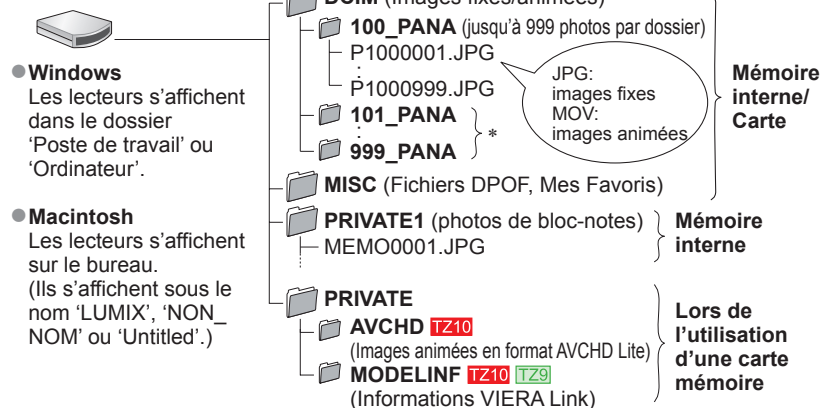 DCIM (Images fixes/animées)
100_PANA (jusqu'à 999 photos par dossier)
P1000001.JPG
P1000999.JPG
JPG:
images fixes
MOV:
images animées
101_PANA
*
999_PANA
Mémoire
interne/
Carte
MISC (Fichiers DPOF, Mes Favoris)
PRIVATE1 (photos de bloc-notes)
MEMO0001.JPG
Mémoire
interne
PRIVATE
AVCHD TZ10
(Images animées en format AVCHD Lite)
MODELINF TZ10 TZ9
(Informations VIERA Link)
Lors de
l'utilisation
d'une carte
mémoire
●Windows
Les lecteurs s'affichent
dans le dossier
'Poste de travail' ou
'Ordinateur'.
●Macintosh
Les lecteurs s'affichent
sur le bureau.
(Ils s'affichent sous le
nom 'LUMIX', 'NON_
NOM' ou 'Untitled'.)